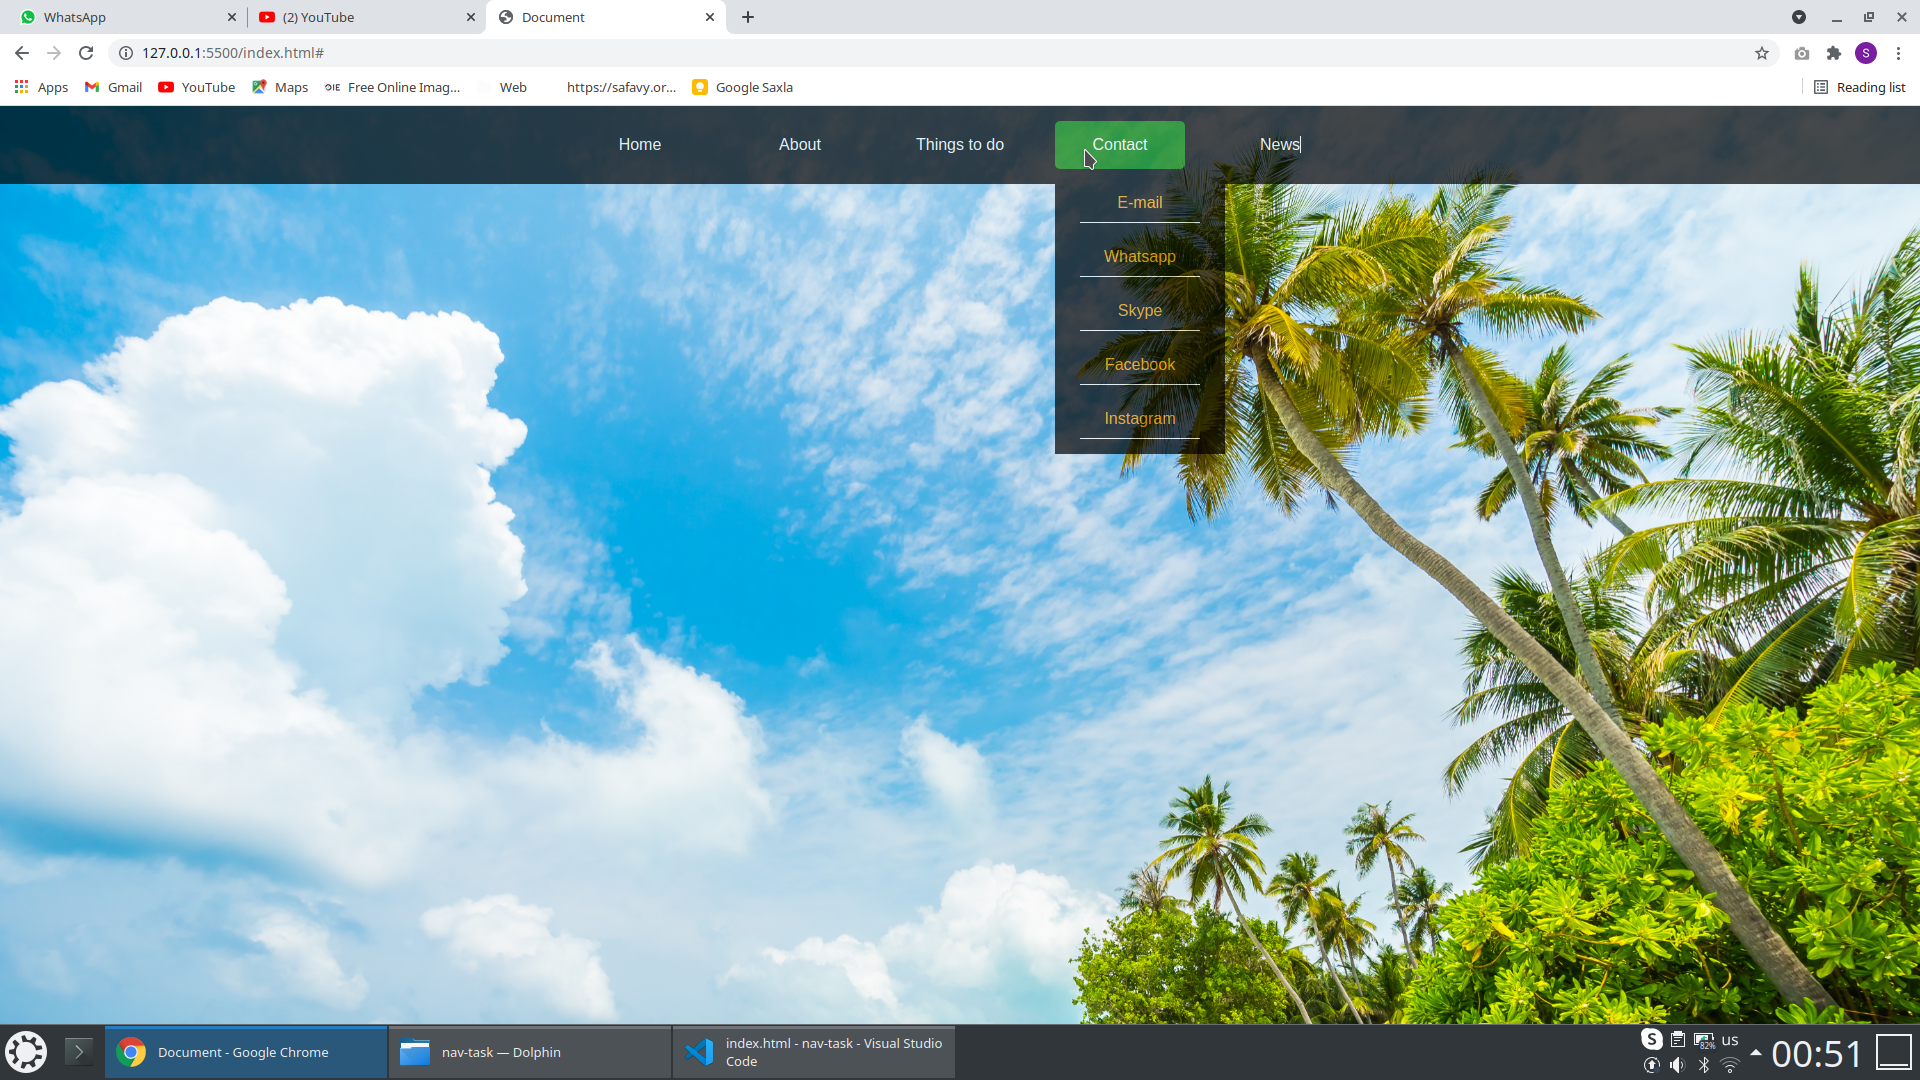 WhatsApp
(2) YouTube
Document
127.0.0.1:5500/index.html#
S
Apps
Gmail
YouTube
Maps
OIE
Free Online Imag...
Web
https://safavy.or...
Google Saxla
Reading list
Home
About
Things to do
Contact
News
E-mail
Whatsapp
Skype
Facebook
Instagram
Document - Google Chrome
nav-task — Dolphin
index.html - nav-task - Visual Studio
Code
S
82%
us
00:51